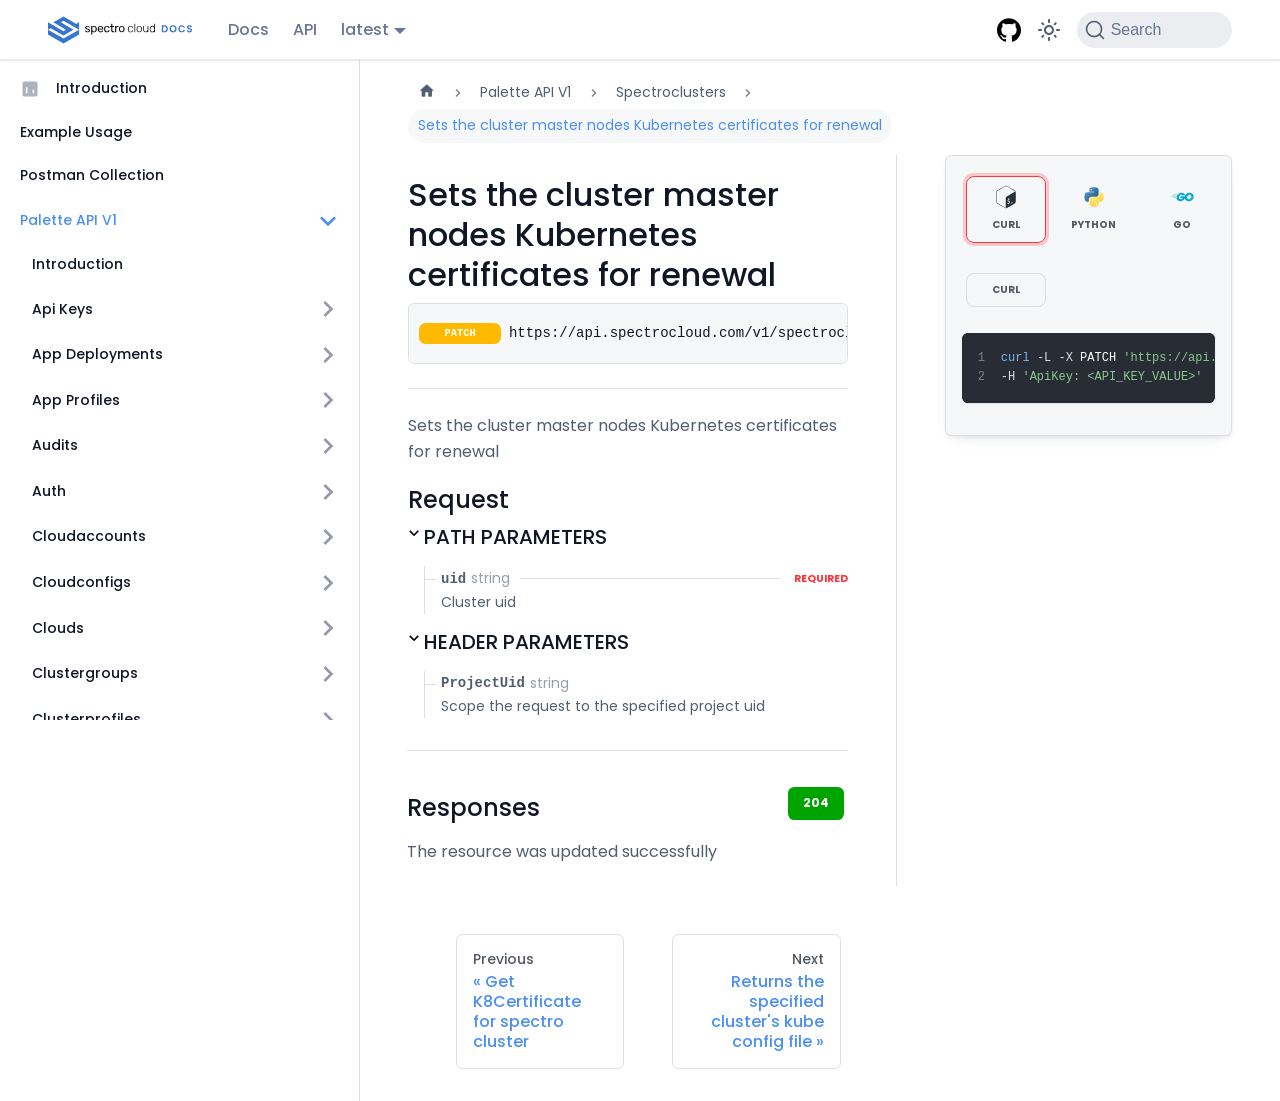 spectro cloud DOCS
Docs
API
latest
Search
Introduction
Example Usage
Postman Collection
Palette API V1
Introduction
Api Keys
App Deployments
App Profiles
Audits
Auth
Cloudaccounts
Cloudconfigs
Clouds
Clustergroups
Clusterprofiles
Palette API V1
Spectroclusters
Sets the cluster master nodes Kubernetes certificates for renewal
Sets the cluster master
nodes Kubernetes
certificates for renewal
PATCH https://api.spectrocloud.com/v1/spectrocl
Sets the cluster master nodes Kubernetes certificates
for renewal
Request
PATH PARAMETERS
uid string REQUIRED
Cluster uid
HEADER PARAMETERS
ProjectUid string
Scope the request to the specified project uid
Responses
204
The resource was updated successfully
Previous
« Get
K8Certificate
for spectro
cluster
Next
Returns the
specified
cluster's kube
config file »
CURL
PYTHON
GO
CURL
1 curl -L -X PATCH 'https://api.
2 -H 'ApiKey: <API_KEY_VALUE>'